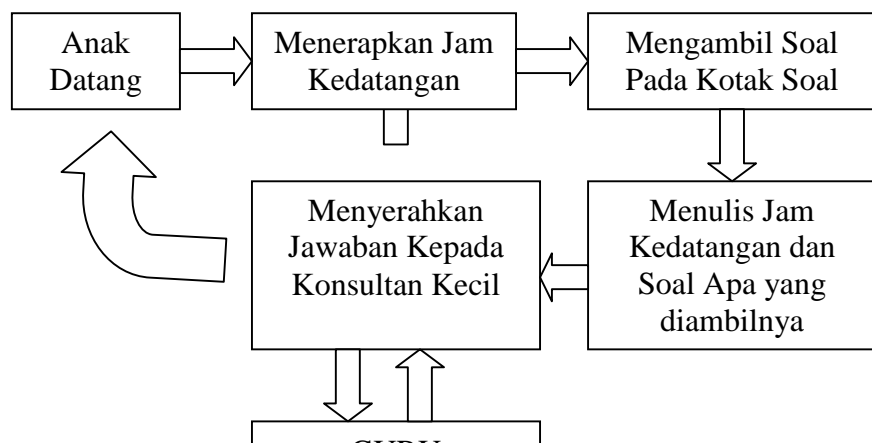 Anak
Datang
Menerapkan Jam
Kedatangan
Mengambil Soal
Pada Kotak Soal
Menyerahkan
Jawaban Kepada
Konsultan Kecil
Menulis Jam
Kedatangan dan
Soal Apa yang
diambilnya
GURU